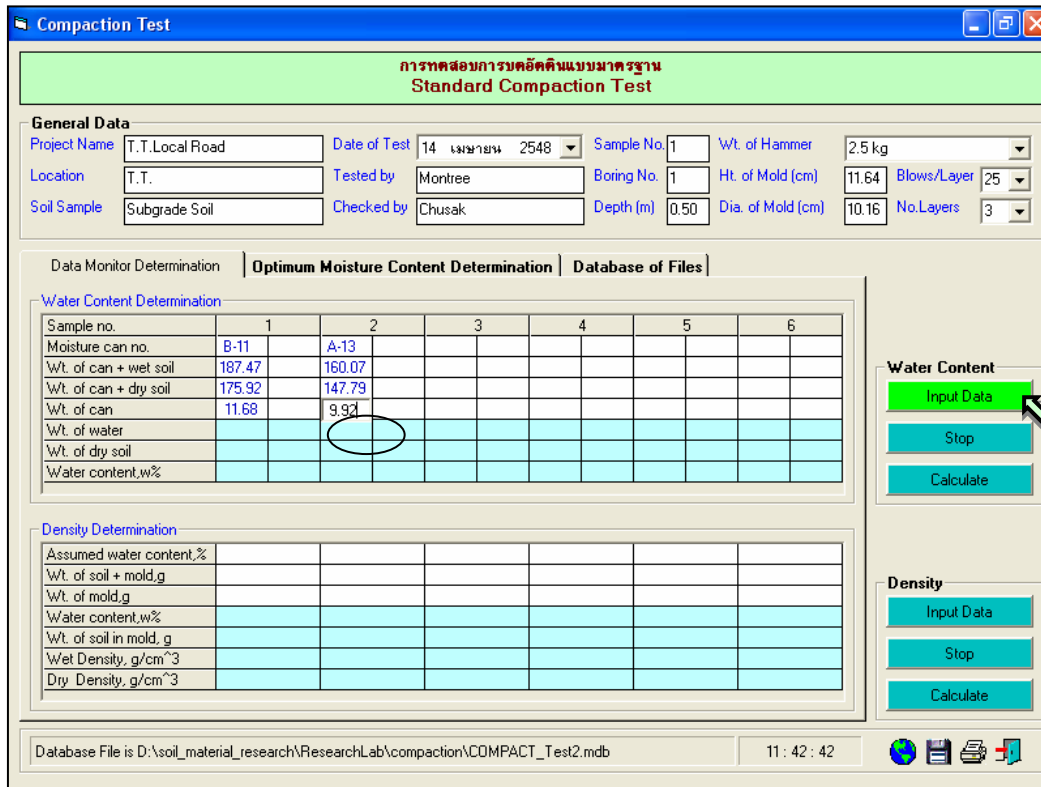 Compaction Test
การทดสอบการบดอัดดินแบบมาตรฐาน
Standard Compaction Test
General Data
Project Name T.T.Local Road Date of Test 14 เมษายน 2548 Sample No. 1 Wt. of Hammer 2.5 kg
Location T.T. Tested by Montree Boring No. 1 Ht. of Mold (cm) 11.64 Blows/Layer 25
Soil Sample Subgrade Soil Checked by Chusak Depth (m) 0.50 Dia. of Mold (cm) 10.16 No.Layers 3
Data Monitor Determination Optimum Moisture Content Determination Database of Files
Water Content Determination
Sample no. 1 2 3 4 5 6
Moisture can no. B-11 A-13
Wt. of can + wet soil 187.47 160.07
Wt. of can + dry soil 175.92 147.79
Wt. of can 11.68 9.92
Wt. of water
Wt. of dry soil
Water content,w%
Water Content
Input Data
Stop
Calculate
Density Determination
Assumed water content,%
Wt. of soil + mold,g
Wt. of mold,g
Water content,w%
Wt. of soil in mold, g
Wet Density, g/cm^3
Dry Density, g/cm^3
Density
Input Data
Stop
Calculate
Database File is D:\soil_material_research\ResearchLab\compaction\COMPACT_Test2.mdb 11 : 42 : 42